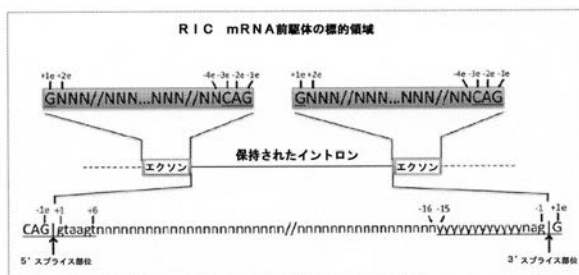 RIC mRNA前駆体の標的領域
+1e +2e -4e -3e -2e -1e +1e +2e -4e -3e -2e -1e
GNNN//NNN...NNN//NNCAG GNNN//NNN...NNN//NNCAG
保持されたイントロン
エクソン エクソン
-1e +1 +6 -16 -15 -1 +1e
CAG gtaagtnnnnnnnnnnnnnnnnnnnnnnnn//nnnnnnnnnnnnnnnnnnyyyyyyyyyyynag G
5' スプライス部位 3' スプライス部位